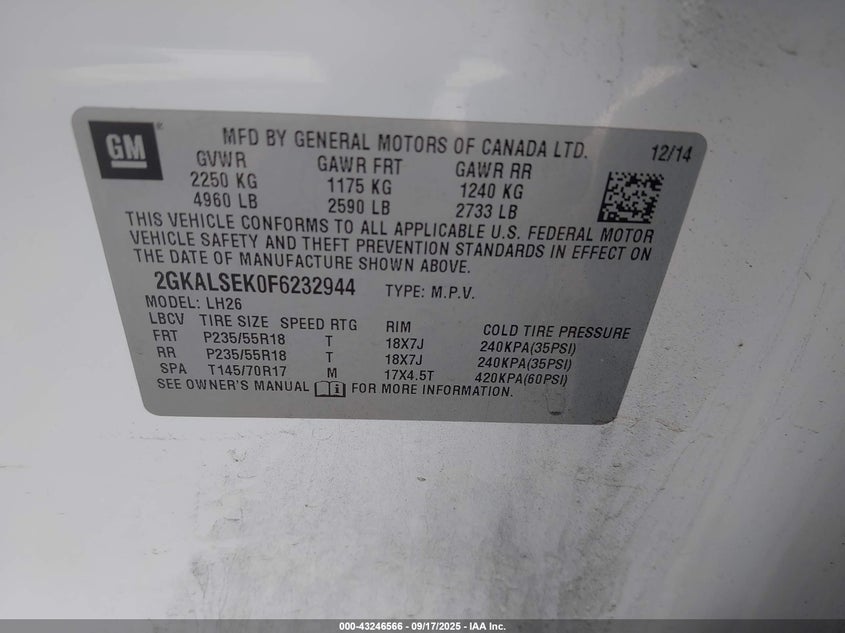 GM
MFD BY GENERAL MOTORS OF CANADA LTD. 12/14
GVWR GAWR FRT GAWR RR
2250 KG 1175 KG 1240 KG
4960 LB 2590 LB 2733 LB
THIS VEHICLE CONFORMS TO ALL APPLICABLE U.S. FEDERAL MOTOR
VEHICLE SAFETY AND THEFT PREVENTION STANDARDS IN EFFECT ON
THE DATE OF MANUFACTURE SHOWN ABOVE.
2GKALSEK0F6232944 TYPE: M.P.V.
MODEL: LH26
LBCV TIRE SIZE SPEED RTG RIM COLD TIRE PRESSURE
FRT P235/55R18 T 18X7J 240KPA(35PSI)
RR P235/55R18 T 18X7J 240KPA(35PSI)
SPA T145/70R17 M 17X4.5T 420KPA(60PSI)
SEE OWNER'S MANUAL FOR MORE INFORMATION.
000-43246566 - 09/17/2025 - IAA Inc.